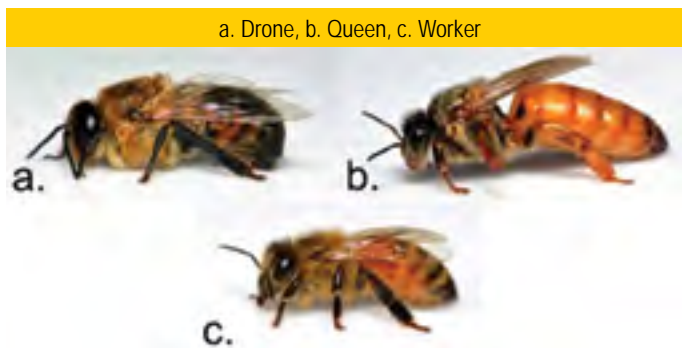 a. Drone, b. Queen, c. Worker
a.
b.
c.